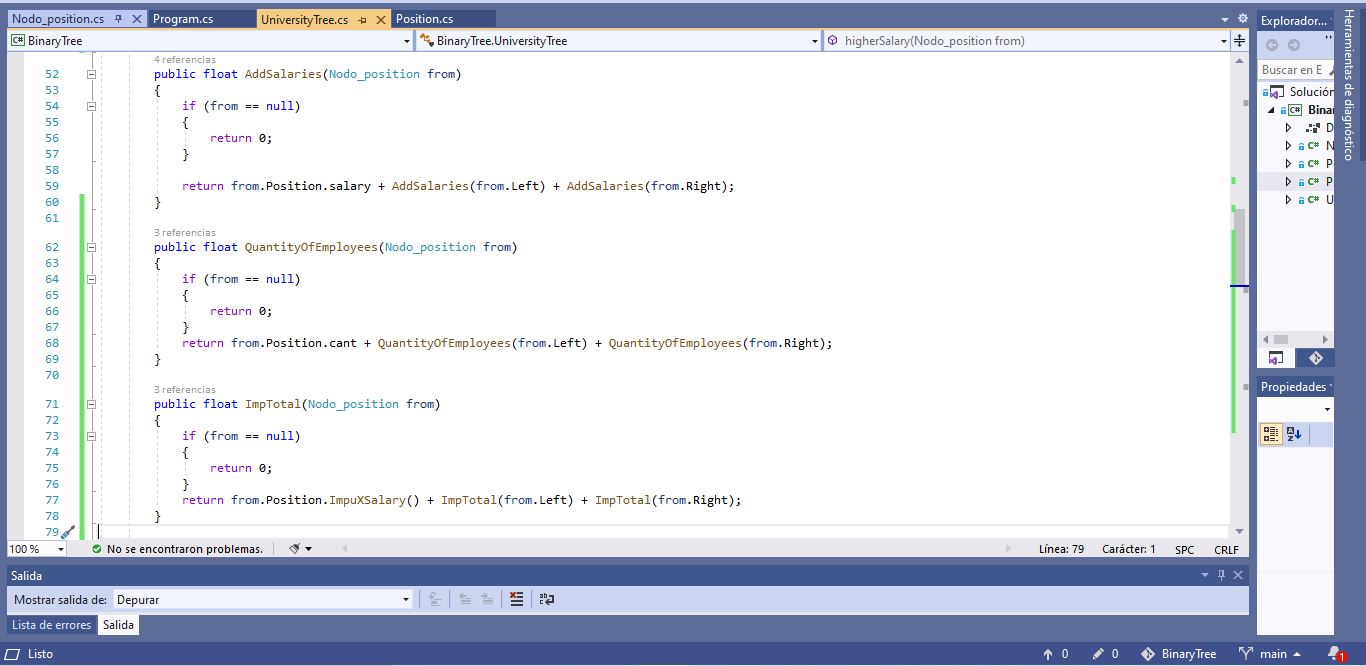 Nodo_position.cs
Program.cs
UniversityTree.cs
Position.cs
Explorador...
Herramientas de diagnóstico
C# BinaryTree
BinaryTree.UniversityTree
higherSalary(Nodo_position from)
Buscar en E
Solución
C# Binar
D
C# N
C# P
C# P
C# U
4 referencias
52 public float AddSalaries(Nodo_position from)
53 {
54 if (from == null)
55 {
56 return 0;
57 }
58
59 return from.Position.salary + AddSalaries(from.Left) + AddSalaries(from.Right);
60 }
61
3 referencias
62 public float QuantityOfEmployees(Nodo_position from)
63 {
64 if (from == null)
65 {
66 return 0;
67 }
68 return from.Position.cant + QuantityOfEmployees(from.Left) + QuantityOfEmployees(from.Right);
69 }
70
3 referencias
71 public float ImpTotal(Nodo_position from)
72 {
73 if (from == null)
74 {
75 return 0;
76 }
77 return from.Position.ImpuXSalary() + ImpTotal(from.Left) + ImpTotal(from.Right);
78 }
79
Propiedades
A
Z
100 %
No se encontraron problemas.
Línea: 79
Carácter: 1
SPC
CRLF
Salida
Mostrar salida de:
Depurar
Lista de errores
Salida
Listo
0
0
BinaryTree
main
1